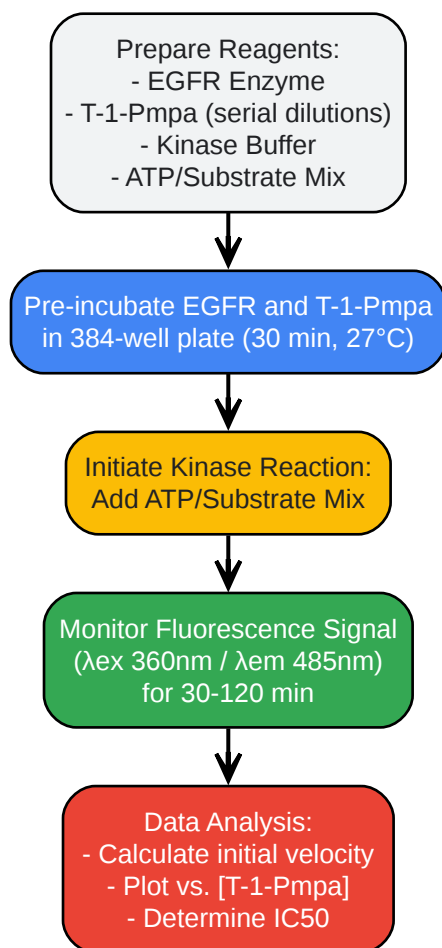 Prepare Reagents:
- EGFR Enzyme
- T-1-Pmpa (serial dilutions)
- Kinase Buffer
- ATP/Substrate Mix
Pre-incubate EGFR and T-1-Pmpa
in 384-well plate (30 min, 27°C)
Initiate Kinase Reaction:
Add ATP/Substrate Mix
Monitor Fluorescence Signal
(λex 360nm / λem 485nm)
for 30-120 min
Data Analysis:
- Calculate initial velocity
- Plot vs. [T-1-Pmpa]
- Determine IC50